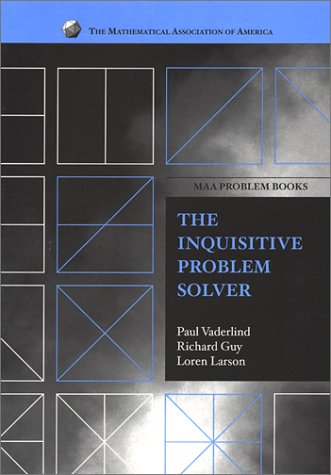 THE MATHEMATICAL ASSOCIATION OF AMERICA
MAA PROBLEM BOOKS
THE
INQUISITIVE
PROBLEM
SOLVER
Paul Vaderlind
Richard Guy
Loren Larson